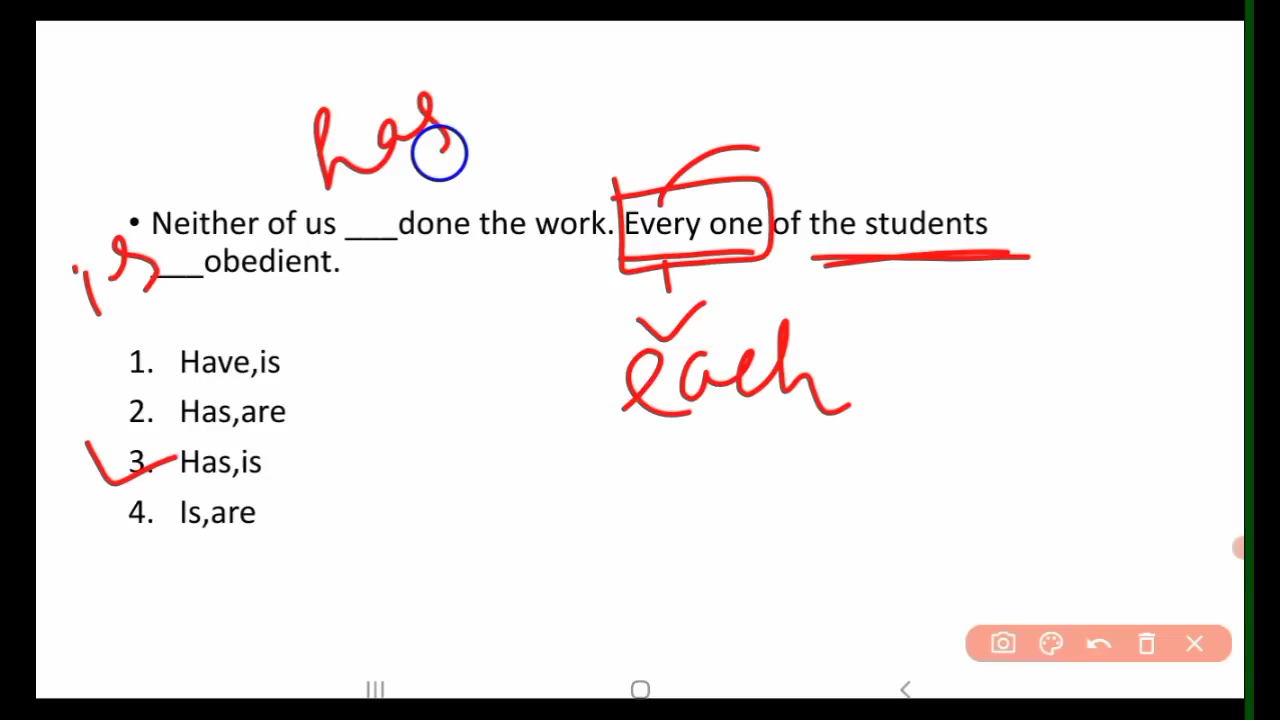 has
• Neither of us ___done the work. Every one of the students
is ___obedient.
each
1. Have,is
2. Has,are
3. Has,is
4. Is,are